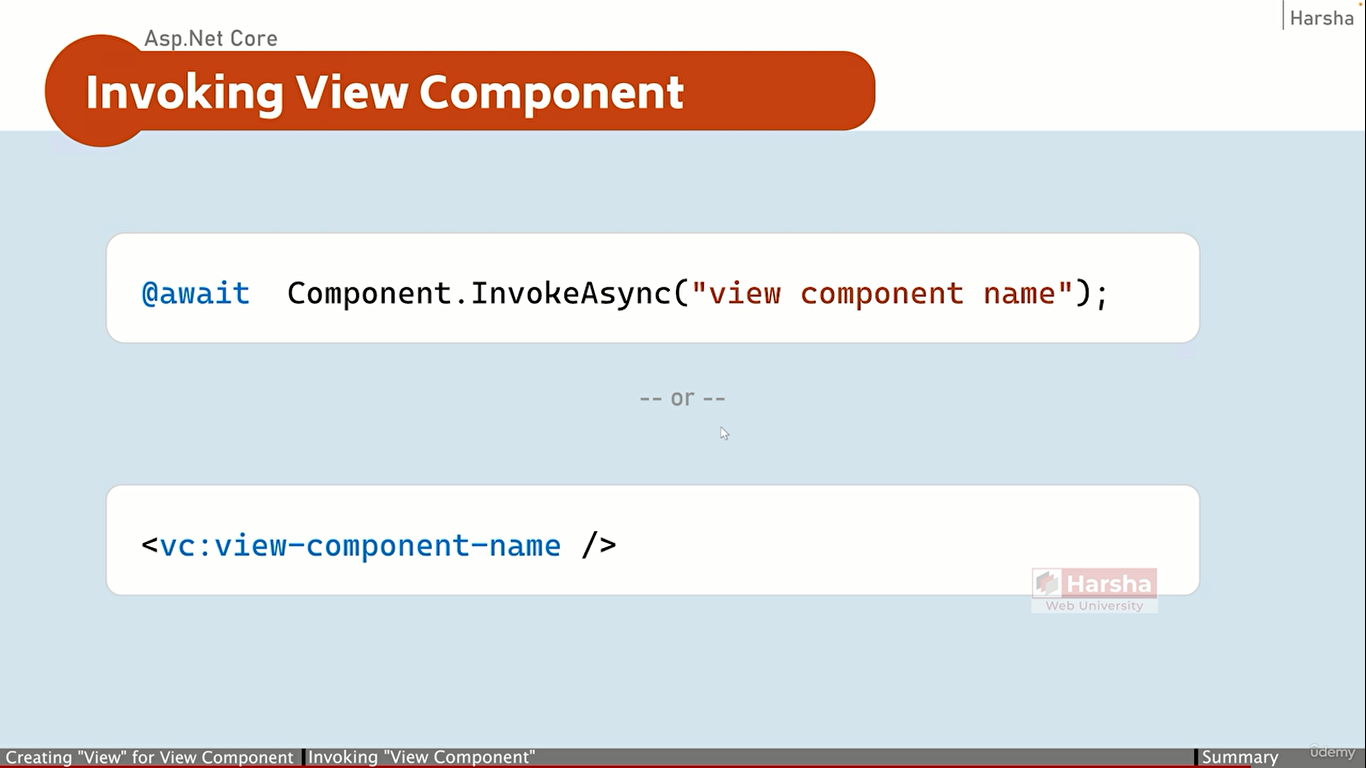 Harsha
Asp.Net Core
Invoking View Component
@await  Component.InvokeAsync("view component name");
-- or --
<vc:view-component-name />
Harsha
Web University
Creating "View" for View Component
Invoking "View Component"
Summary
ûdemy